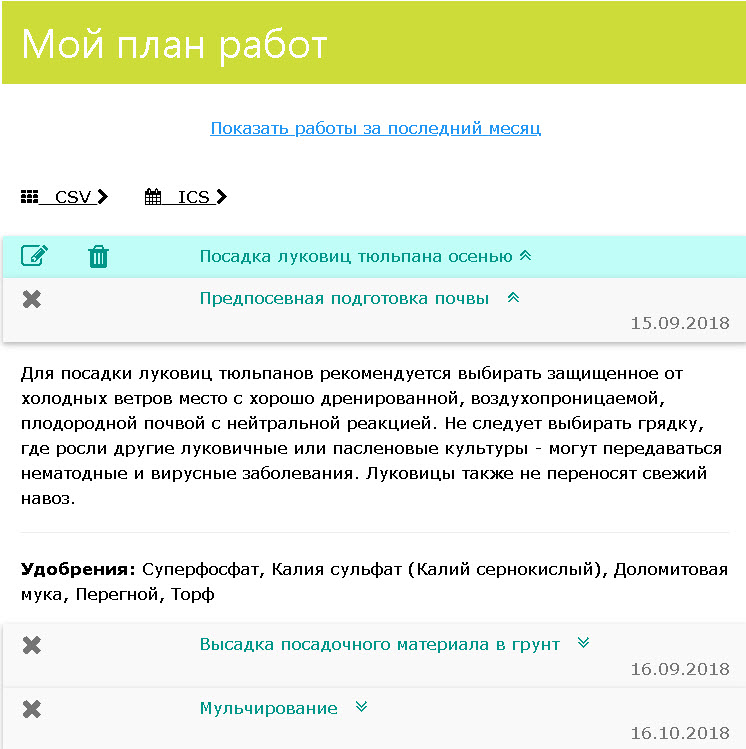 Мой план работ
Показать работы за последний месяц
CSV ICS
Посадка луковиц тюльпана осенью
Предпосевная подготовка почвы
15.09.2018
Для посадки луковиц тюльпанов рекомендуется выбирать защищенное от
холодных ветров место с хорошо дренированной, воздухопроницаемой,
плодородной почвой с нейтральной реакцией. Не следует выбирать грядку,
где росли другие луковичные или пасленовые культуры - могут передаваться
нематодные и вирусные заболевания. Луковицы также не переносят свежий
навоз.
Удобрения: Суперфосфат, Калия сульфат (Калий сернокислый), Доломитовая
мука, Перегной, Торф
Высадка посадочного материала в грунт
16.09.2018
Мульчирование
16.10.2018